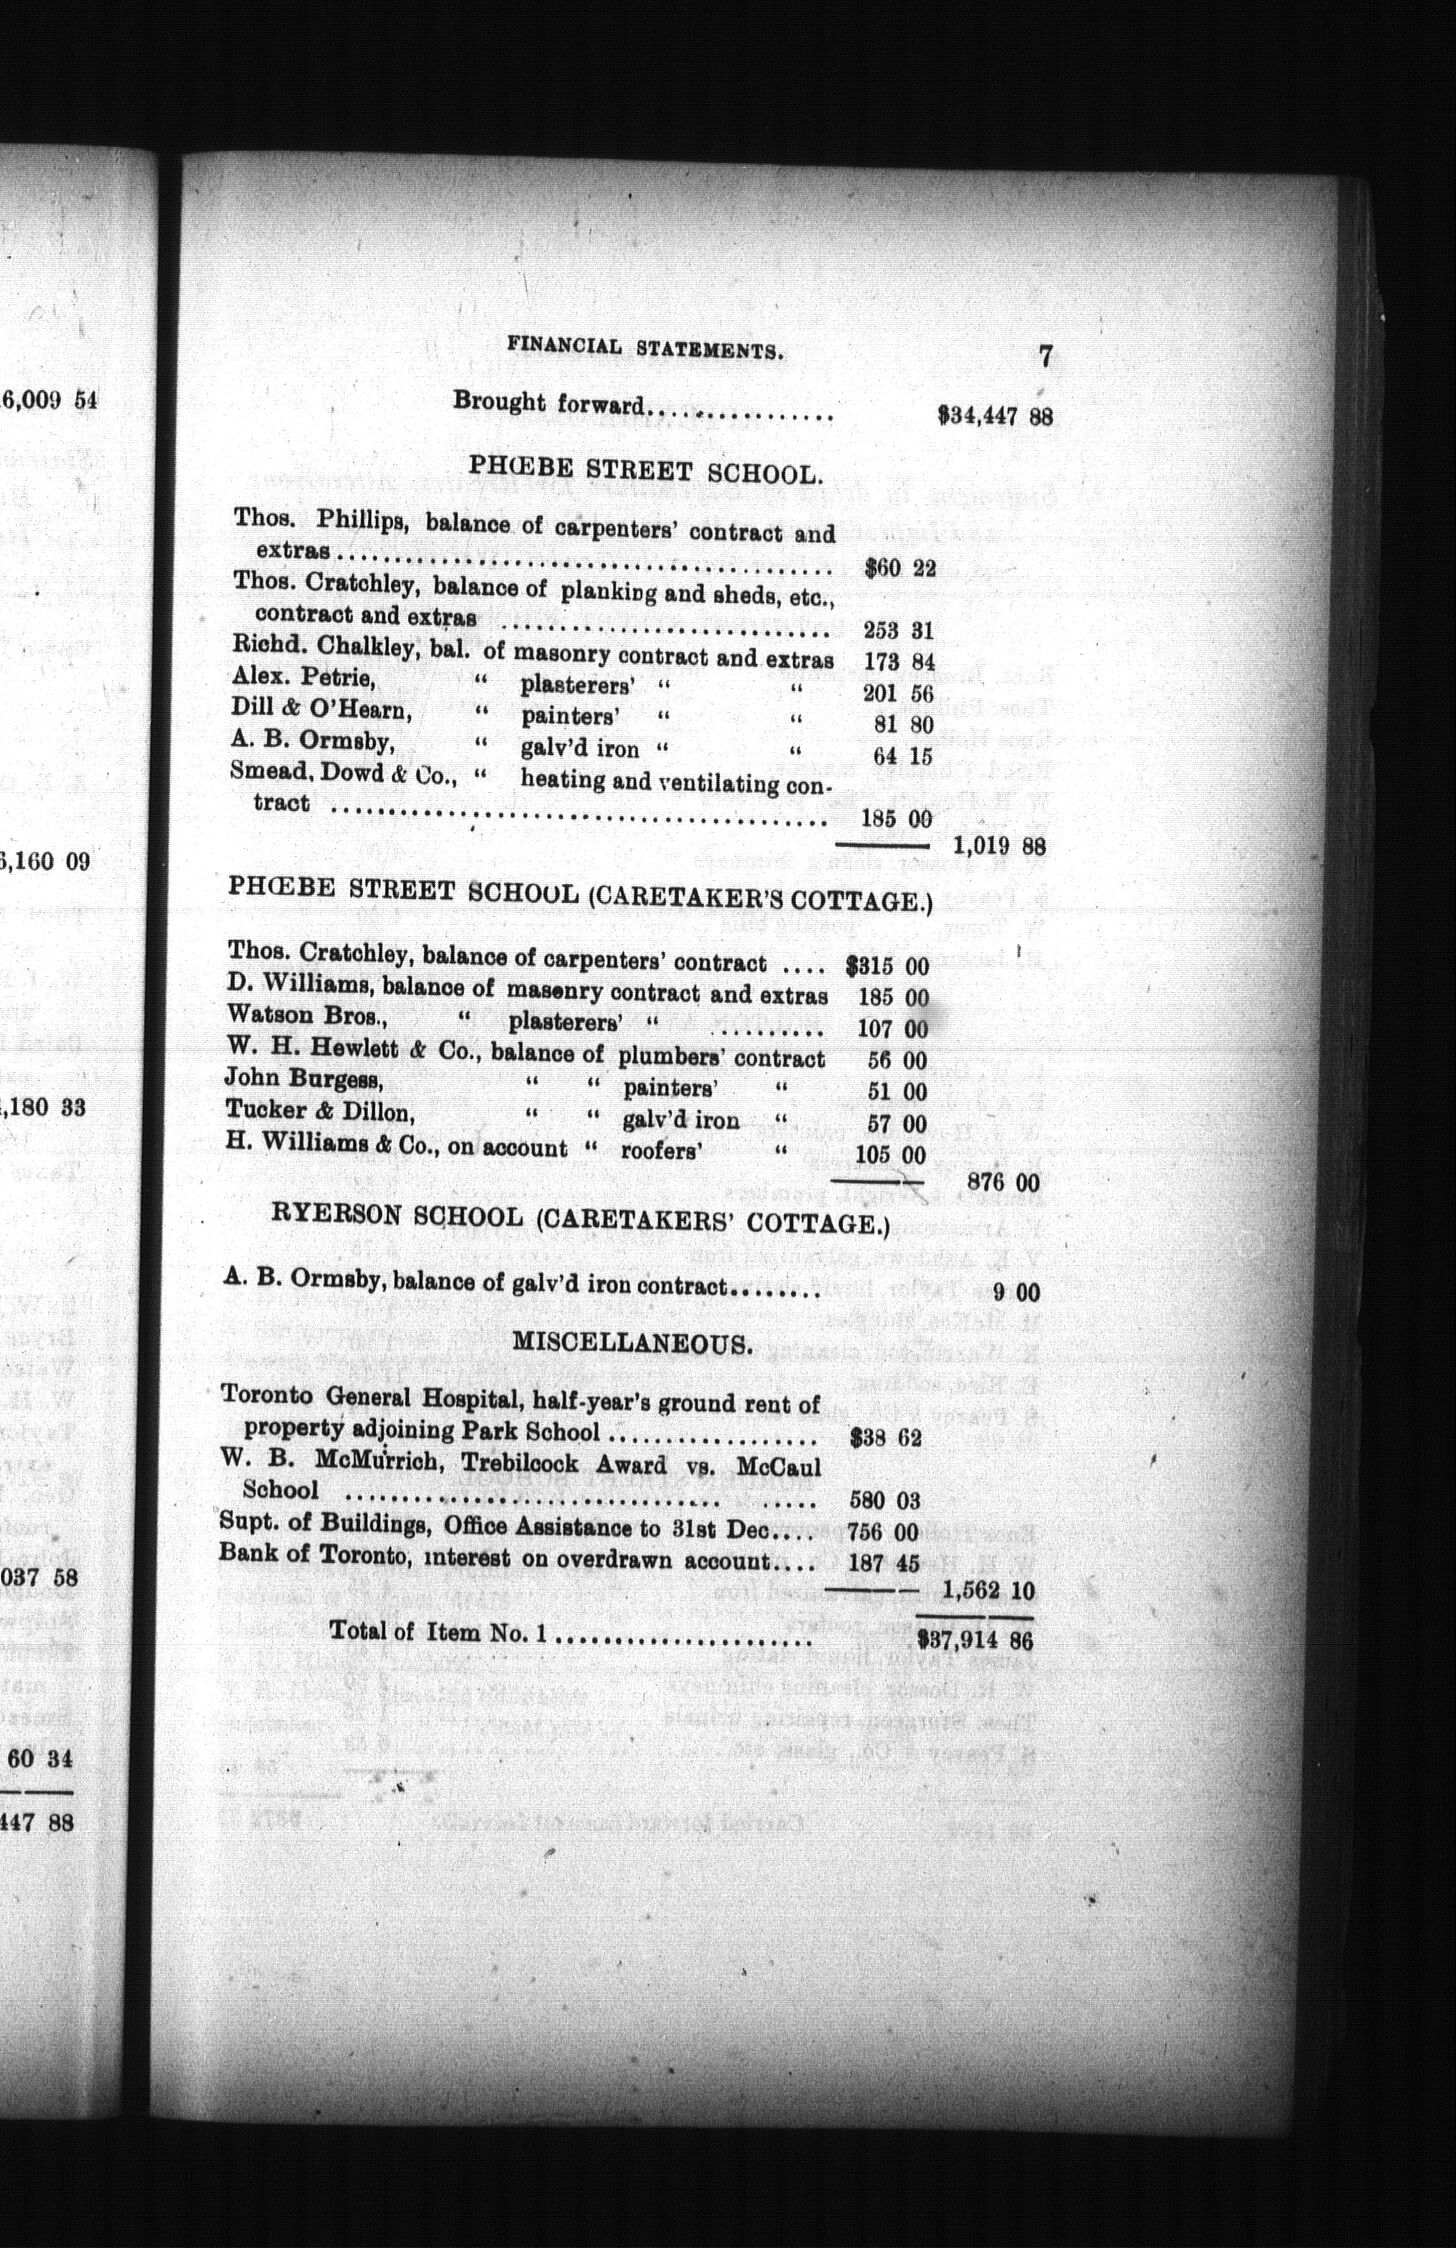 6,009 54
6,160 09
,180 33
037 58
60 34
447 88
FINANCIAL STATEMENTS. 7
Brought forward................ $34,447 88
PHŒBE STREET SCHOOL.
Thos. Phillips, balance of carpenters' contract and
extras.......................................... $60 22
Thos. Cratchley, balance of planking and sheds, etc.,
contract and extras ............................ 253 31
Richd. Chalkley, bal. of masonry contract and extras 173 84
Alex. Petrie, " plasterers' " " 201 56
Dill & O'Hearn, " painters' " " 81 80
A. B. Ormsby, " galv'd iron " " 64 15
Smead, Dowd & Co., " heating and ventilating con-
tract .......................................... 185 00
1,019 88
PHŒBE STREET SCHOOL (CARETAKER'S COTTAGE.)
Thos. Cratchley, balance of carpenters' contract .... $315 00
D. Williams, balance of masonry contract and extras 185 00
Watson Bros., " plasterers' " ......... 107 00
W. H. Hewlett & Co., balance of plumbers' contract 56 00
John Burgess, " " painters' " 51 00
Tucker & Dillon, " " galv'd iron " 57 00
H. Williams & Co., on account " roofers' " 105 00
876 00
RYERSON SCHOOL (CARETAKERS' COTTAGE.)
A. B. Ormsby, balance of galv'd iron contract........ 9 00
MISCELLANEOUS.
Toronto General Hospital, half-year's ground rent of
property adjoining Park School .................. $38 62
W. B. McMurrich, Trebilcock Award vs. McCaul
School ................................ ..... 580 03
Supt. of Buildings, Office Assistance to 31st Dec.... 756 00
Bank of Toronto, interest on overdrawn account.... 187 45
1,562 10
Total of Item No. 1 ...................... $37,914 86